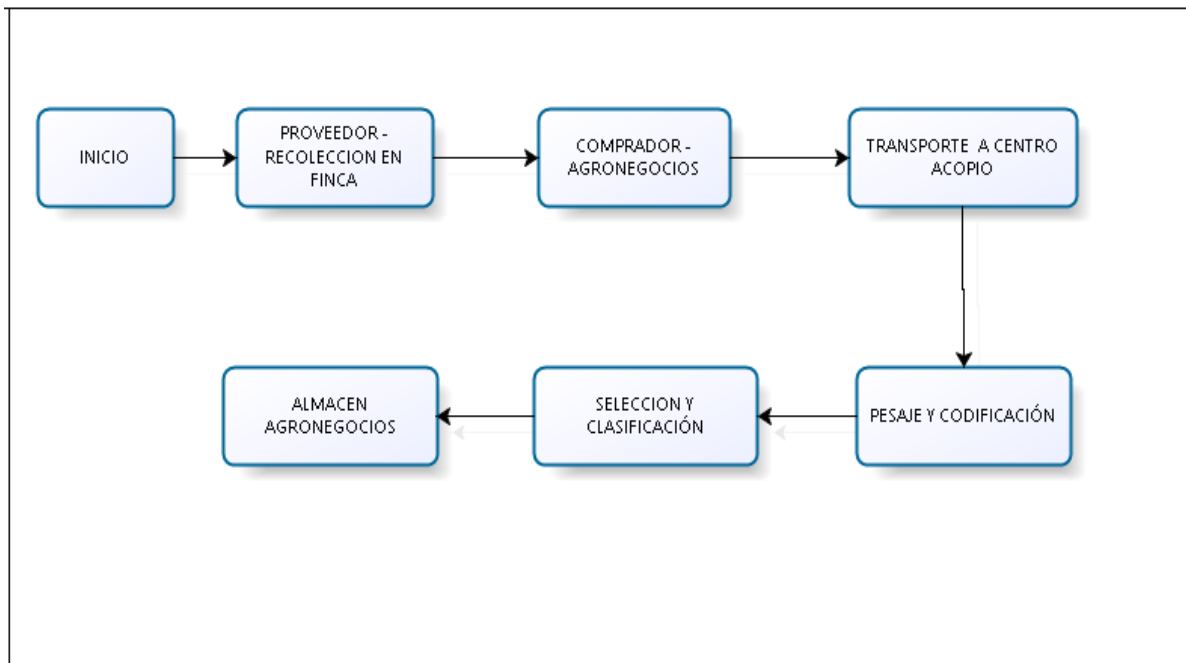 INICIO
PROVEEDOR -
RECOLECCION EN
FINCA
COMPRADOR -
AGRONEGOCIOS
TRANSPORTE A CENTRO
ACOPIO
PESAJE Y CODIFICACIÓN
SELECCION Y
CLASIFICACIÓN
ALMACEN
AGRONEGOCIOS